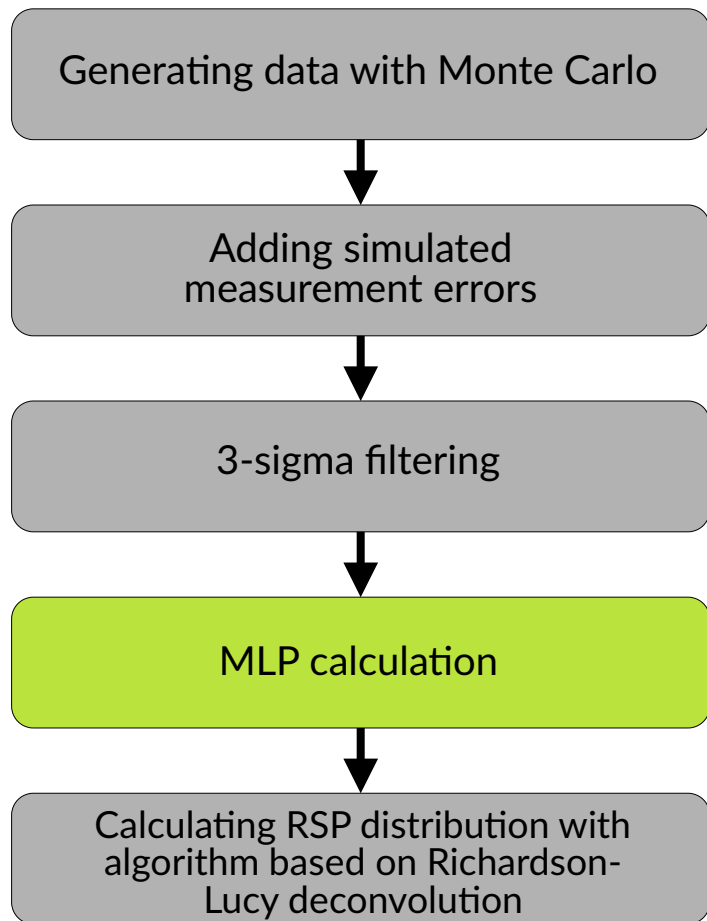 Generating data with Monte Carlo
Adding simulated
measurement errors
3-sigma filtering
MLP calculation
Calculating RSP distribution with
algorithm based on Richardson-
Lucy deconvolution